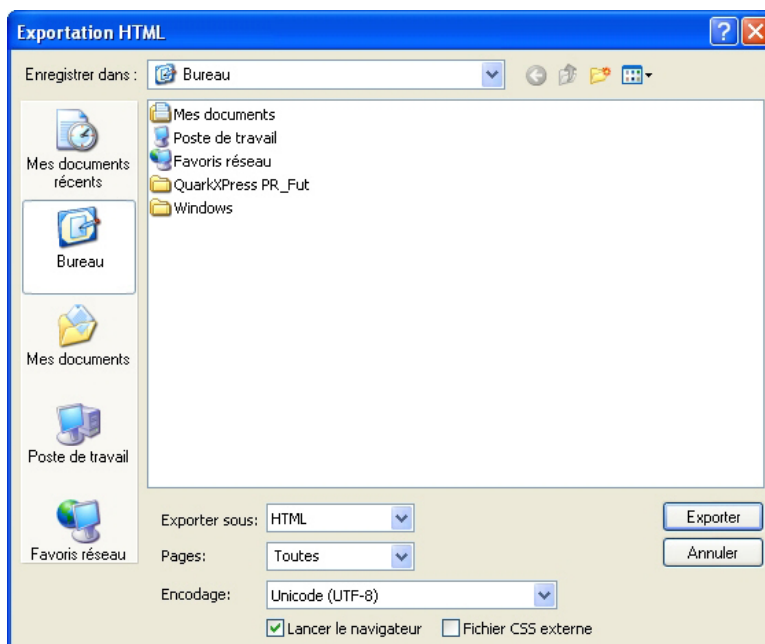 Exportation HTML
Enregistrer dans :
Bureau
Mes documents récents
Bureau
Mes documents
Poste de travail
Favoris réseau
Mes documents
Poste de travail
Favoris réseau
QuarkXPress PR_Fut
Windows
Exporter sous: HTML
Exporter
Pages: Toutes
Annuler
Encodage: Unicode (UTF-8)
Lancer le navigateur
Fichier CSS externe